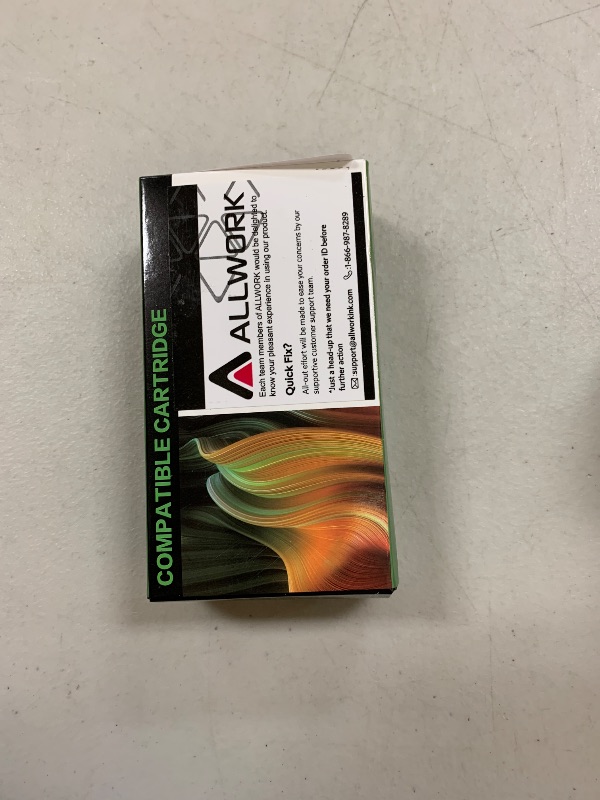 COMPATIBLE CARTRIDGE
ALLWORK
Each team members of ALLWORK would be delighted to
know your pleasant experience in using our product.
Quick Fix?
All-out effort will be made to ease your concerns by our
supportive customer support team.
*Just a head-up that we need your order ID before
further action
:support@allworkink.com :1-866-987-8289